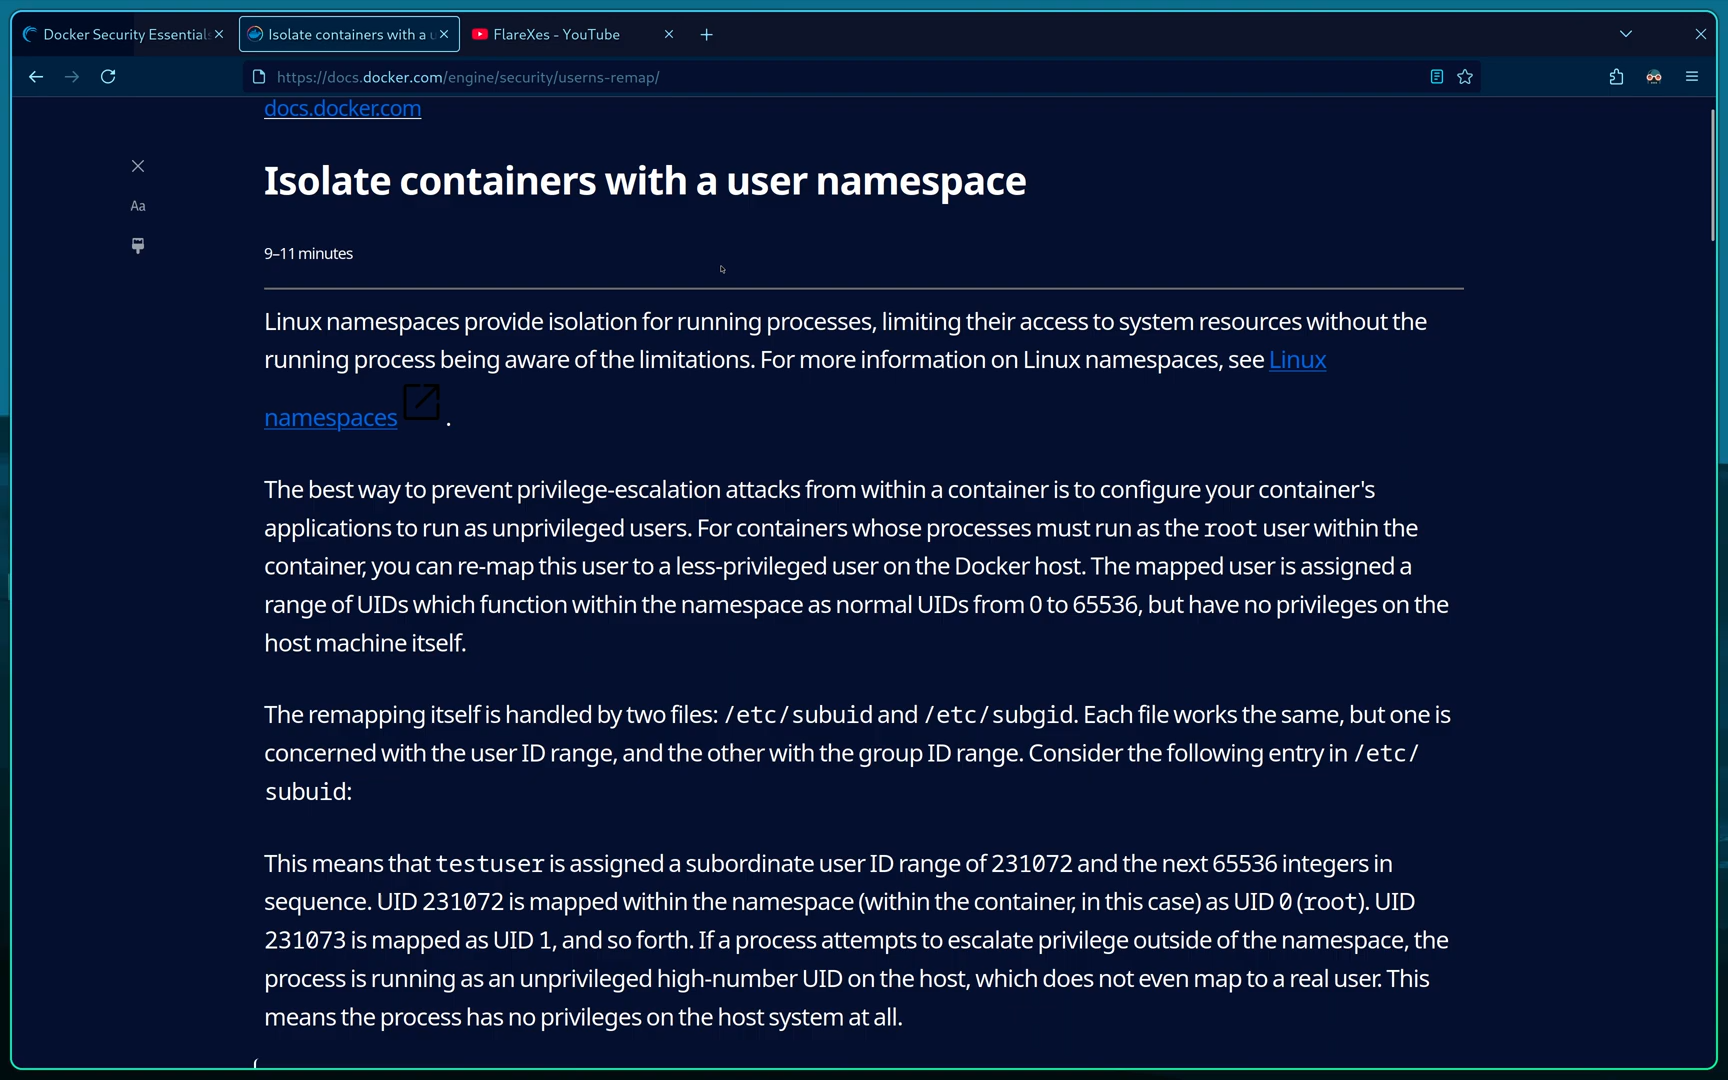 Docker Security Essentials
Isolate containers with a u
FlareXes - YouTube
https://docs.docker.com/engine/security/userns-remap/
docs.docker.com
Isolate containers with a user namespace
Aa
9–11 minutes
Linux namespaces provide isolation for running processes, limiting their access to system resources without the
running process being aware of the limitations. For more information on Linux namespaces, see Linux
namespaces .
The best way to prevent privilege-escalation attacks from within a container is to configure your container's
applications to run as unprivileged users. For containers whose processes must run as the root user within the
container, you can re-map this user to a less-privileged user on the Docker host. The mapped user is assigned a
range of UIDs which function within the namespace as normal UIDs from 0 to 65536, but have no privileges on the
host machine itself.
The remapping itself is handled by two files: /etc/subuid and /etc/subgid. Each file works the same, but one is
concerned with the user ID range, and the other with the group ID range. Consider the following entry in /etc/
subuid:
This means that testuser is assigned a subordinate user ID range of 231072 and the next 65536 integers in
sequence. UID 231072 is mapped within the namespace (within the container, in this case) as UID 0 (root). UID
231073 is mapped as UID 1, and so forth. If a process attempts to escalate privilege outside of the namespace, the
process is running as an unprivileged high-number UID on the host, which does not even map to a real user. This
means the process has no privileges on the host system at all.